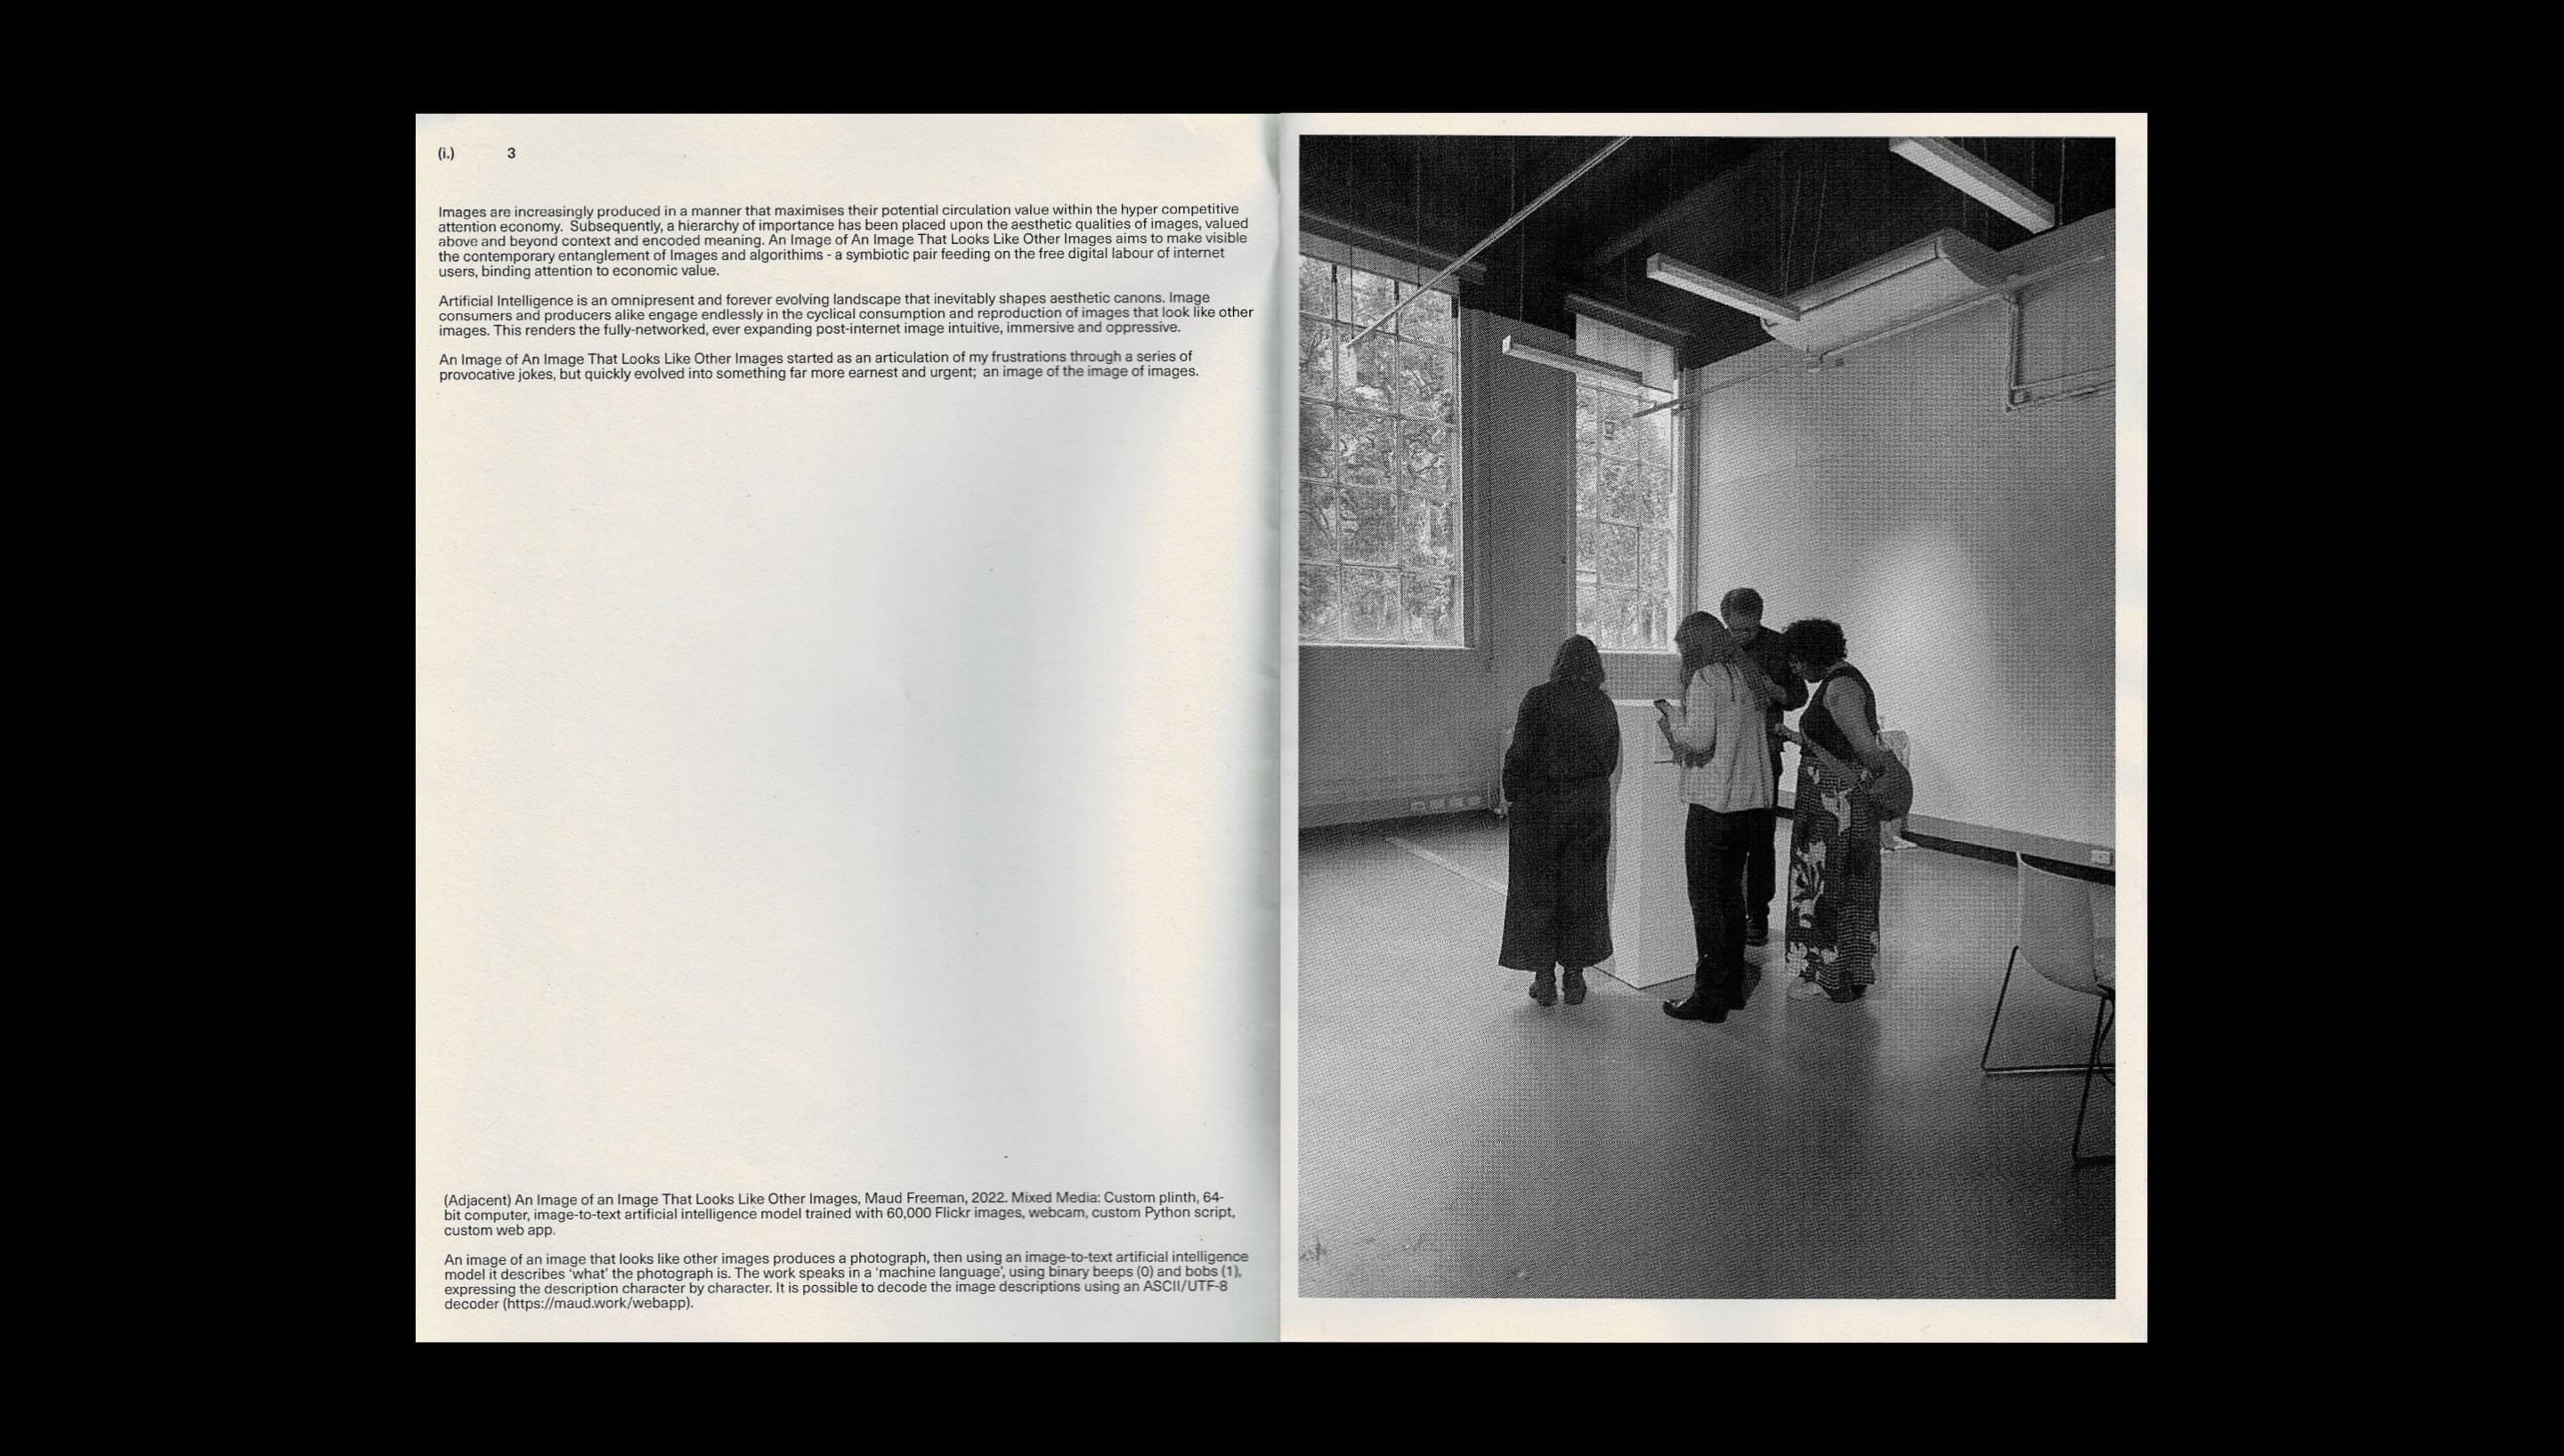 (i.) 3
Images are increasingly produced in a manner that maximises their potential circulation value within the hyper competitive
attention economy.  Subsequently, a hierarchy of importance has been placed upon the aesthetic qualities of images, valued
above and beyond context and encoded meaning. An Image of An Image That Looks Like Other Images aims to make visible
the contemporary entanglement of Images and algorithims - a symbiotic pair feeding on the free digital labour of internet
users, binding attention to economic value.
Artificial Intelligence is an omnipresent and forever evolving landscape that inevitably shapes aesthetic canons. Image
consumers and producers alike engage endlessly in the cyclical consumption and reproduction of images that look like other
images. This renders the fully-networked, ever expanding post-internet image intuitive, immersive and oppressive.
An Image of An Image That Looks Like Other Images started as an articulation of my frustrations through a series of
provocative jokes, but quickly evolved into something far more earnest and urgent;  an image of the image of images.
(Adjacent) An Image of an Image That Looks Like Other Images, Maud Freeman, 2022. Mixed Media: Custom plinth, 64-
bit computer, image-to-text artificial intelligence model trained with 60,000 Flickr images, webcam, custom Python script,
custom web app.
An image of an image that looks like other images produces a photograph, then using an image-to-text artificial intelligence
model it describes 'what' the photograph is. The work speaks in a 'machine language', using binary beeps (0) and bobs (1),
expressing the description character by character. It is possible to decode the image descriptions using an ASCII/UTF-8
decoder (https://maud.work/webapp).